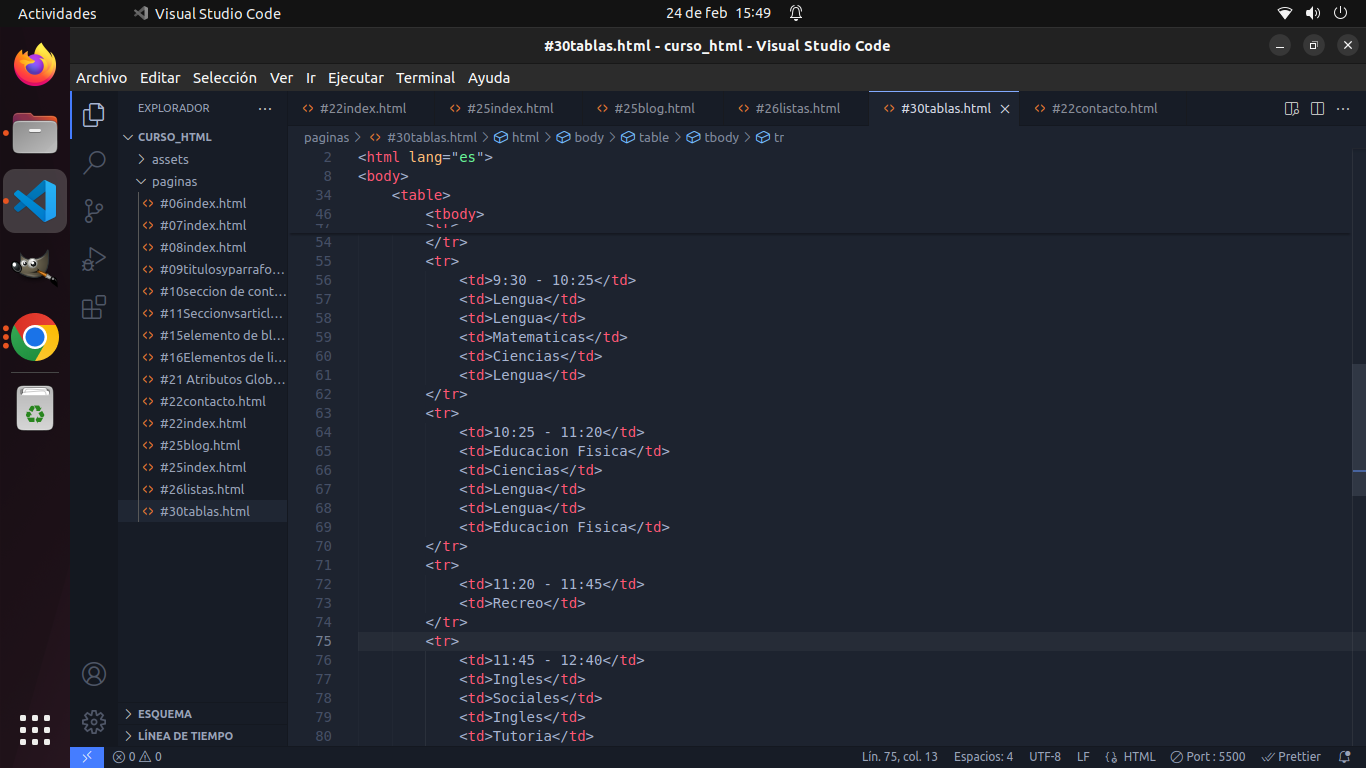 Actividades Visual Studio Code 24 de feb 15:49
#30tablas.html - curso_html - Visual Studio Code
Archivo Editar Selección Ver Ir Ejecutar Terminal Ayuda
EXPLORADOR ···
CURSO_HTML
assets
paginas
#06index.html
#07index.html
#08index.html
#09titulosyparrafo...
#10seccion de cont...
#11Seccionvsarticl...
#15elemento de bl...
#16Elementos de li...
#21 Atributos Glob...
#22contacto.html
#22index.html
#25blog.html
#25index.html
#26listas.html
#30tablas.html
ESQUEMA
LÍNEA DE TIEMPO
#22index.html #25index.html #25blog.html #26listas.html #30tablas.html #22contacto.html
paginas > #30tablas.html > html > body > table > tbody > tr
2 <html lang="es">
8 <body>
34 <table>
46 <tbody>
47 <tr>
54 </tr>
55 <tr>
56 <td>9:30 - 10:25</td>
57 <td>Lengua</td>
58 <td>Lengua</td>
59 <td>Matematicas</td>
60 <td>Ciencias</td>
61 <td>Lengua</td>
62 </tr>
63 <tr>
64 <td>10:25 - 11:20</td>
65 <td>Educacion Fisica</td>
66 <td>Ciencias</td>
67 <td>Lengua</td>
68 <td>Lengua</td>
69 <td>Educacion Fisica</td>
70 </tr>
71 <tr>
72 <td>11:20 - 11:45</td>
73 <td>Recreo</td>
74 </tr>
75 <tr>
76 <td>11:45 - 12:40</td>
77 <td>Ingles</td>
78 <td>Sociales</td>
79 <td>Ingles</td>
80 <td>Tutoria</td>
0 0 Lín. 75, col. 13 Espacios: 4 UTF-8 LF HTML Port : 5500 Prettier